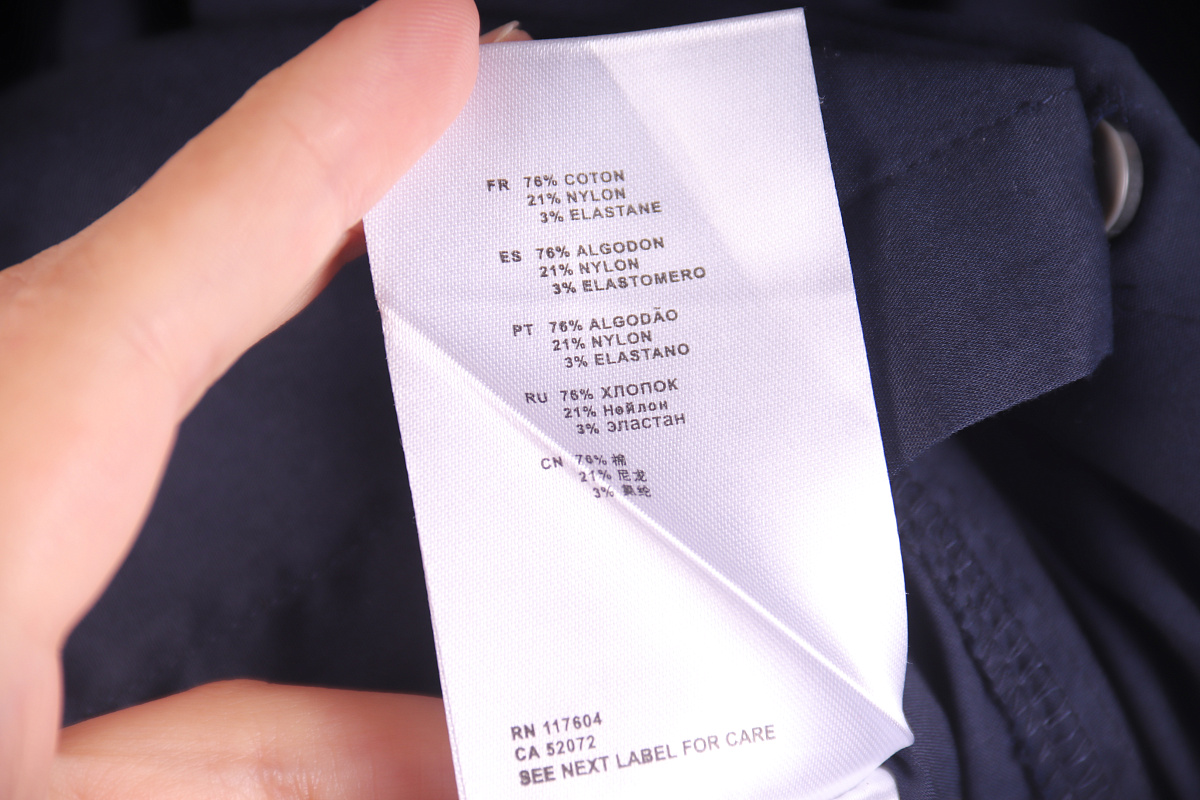 FR 76% COTON
21% NYLON
3% ELASTANE
ES 76% ALGODON
21% NYLON
3% ELASTOMERO
PT 76% ALGODÃO
21% NYLON
3% ELASTANO
RU 76% ХЛОПОК
21% Нейлон
3% Эластан
CN 76% 棉
21% 尼龙
3% 氨纶
RN 117604
CA 52072
SEE NEXT LABEL FOR CARE